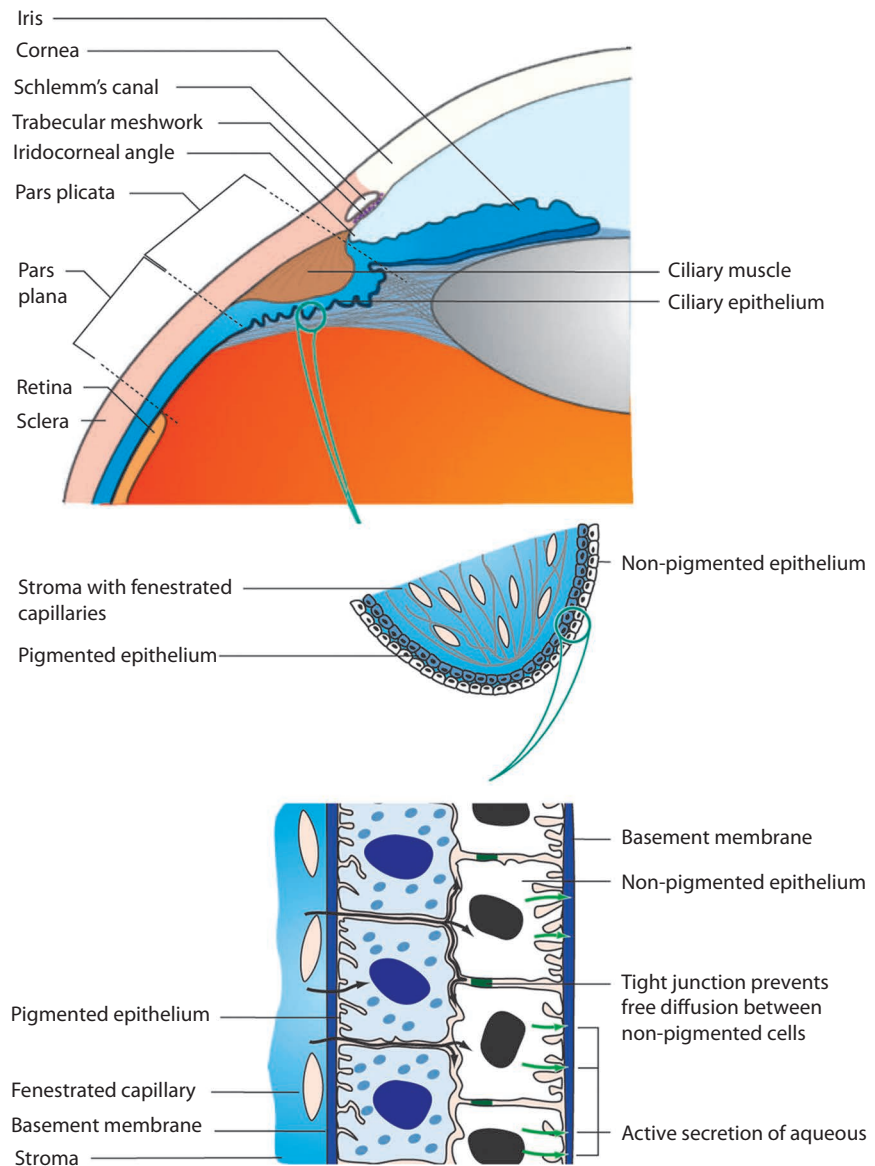 Iris
Cornea
Schlemm's canal
Trabecular meshwork
Iridocorneal angle
Pars plicata
Pars
plana
Retina
Sclera
Ciliary muscle
Ciliary epithelium
Stroma with fenestrated
capillaries
Pigmented epithelium
Non-pigmented epithelium
Basement membrane
Non-pigmented epithelium
Tight junction prevents
free diffusion between
non-pigmented cells
Active secretion of aqueous
Pigmented epithelium
Fenestrated capillary
Basement membrane
Stroma